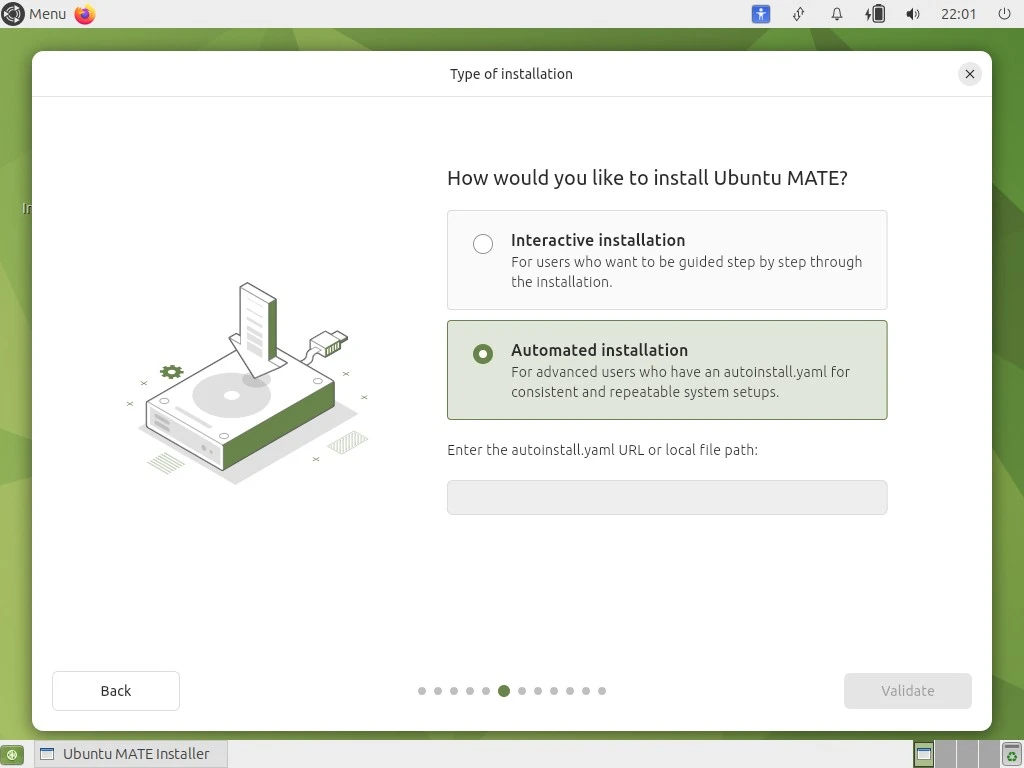 Menu
22:01
Type of installation
How would you like to install Ubuntu MATE?
Interactive installation
For users who want to be guided step by step through
the installation.
Automated installation
For advanced users who have an autoinstall.yaml for
consistent and repeatable system setups.
Enter the autoinstall.yaml URL or local file path:
Back
Validate
Ubuntu MATE Installer